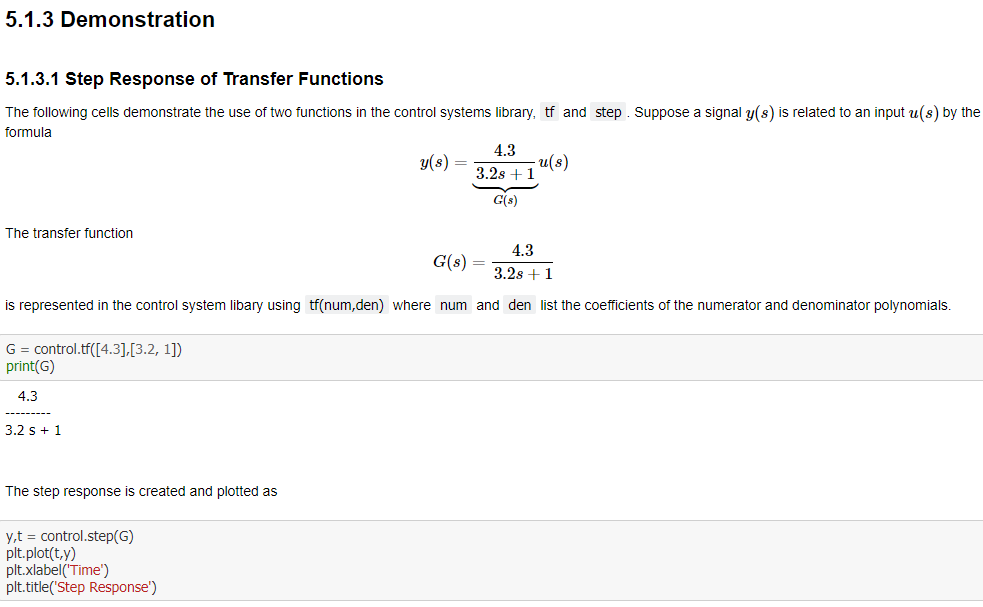 5.1.3 Demonstration
5.1.3.1 Step Response of Transfer Functions
The following cells demonstrate the use of two functions in the control systems library, tf and step . Suppose a signal y(s) is related to an input u(s) by the
formula
y(s) = \underbrace{\frac{4.3}{3.2s + 1}}_{G(s)} u(s)
The transfer function
G(s) = \frac{4.3}{3.2s + 1}
is represented in the control system libary using tf(num,den) where num and den list the coefficients of the numerator and denominator polynomials.
G = control.tf([4.3],[3.2, 1])
print(G)
4.3
---------
3.2 s + 1
The step response is created and plotted as
y,t = control.step(G)
plt.plot(t,y)
plt.xlabel('Time')
plt.title('Step Response')